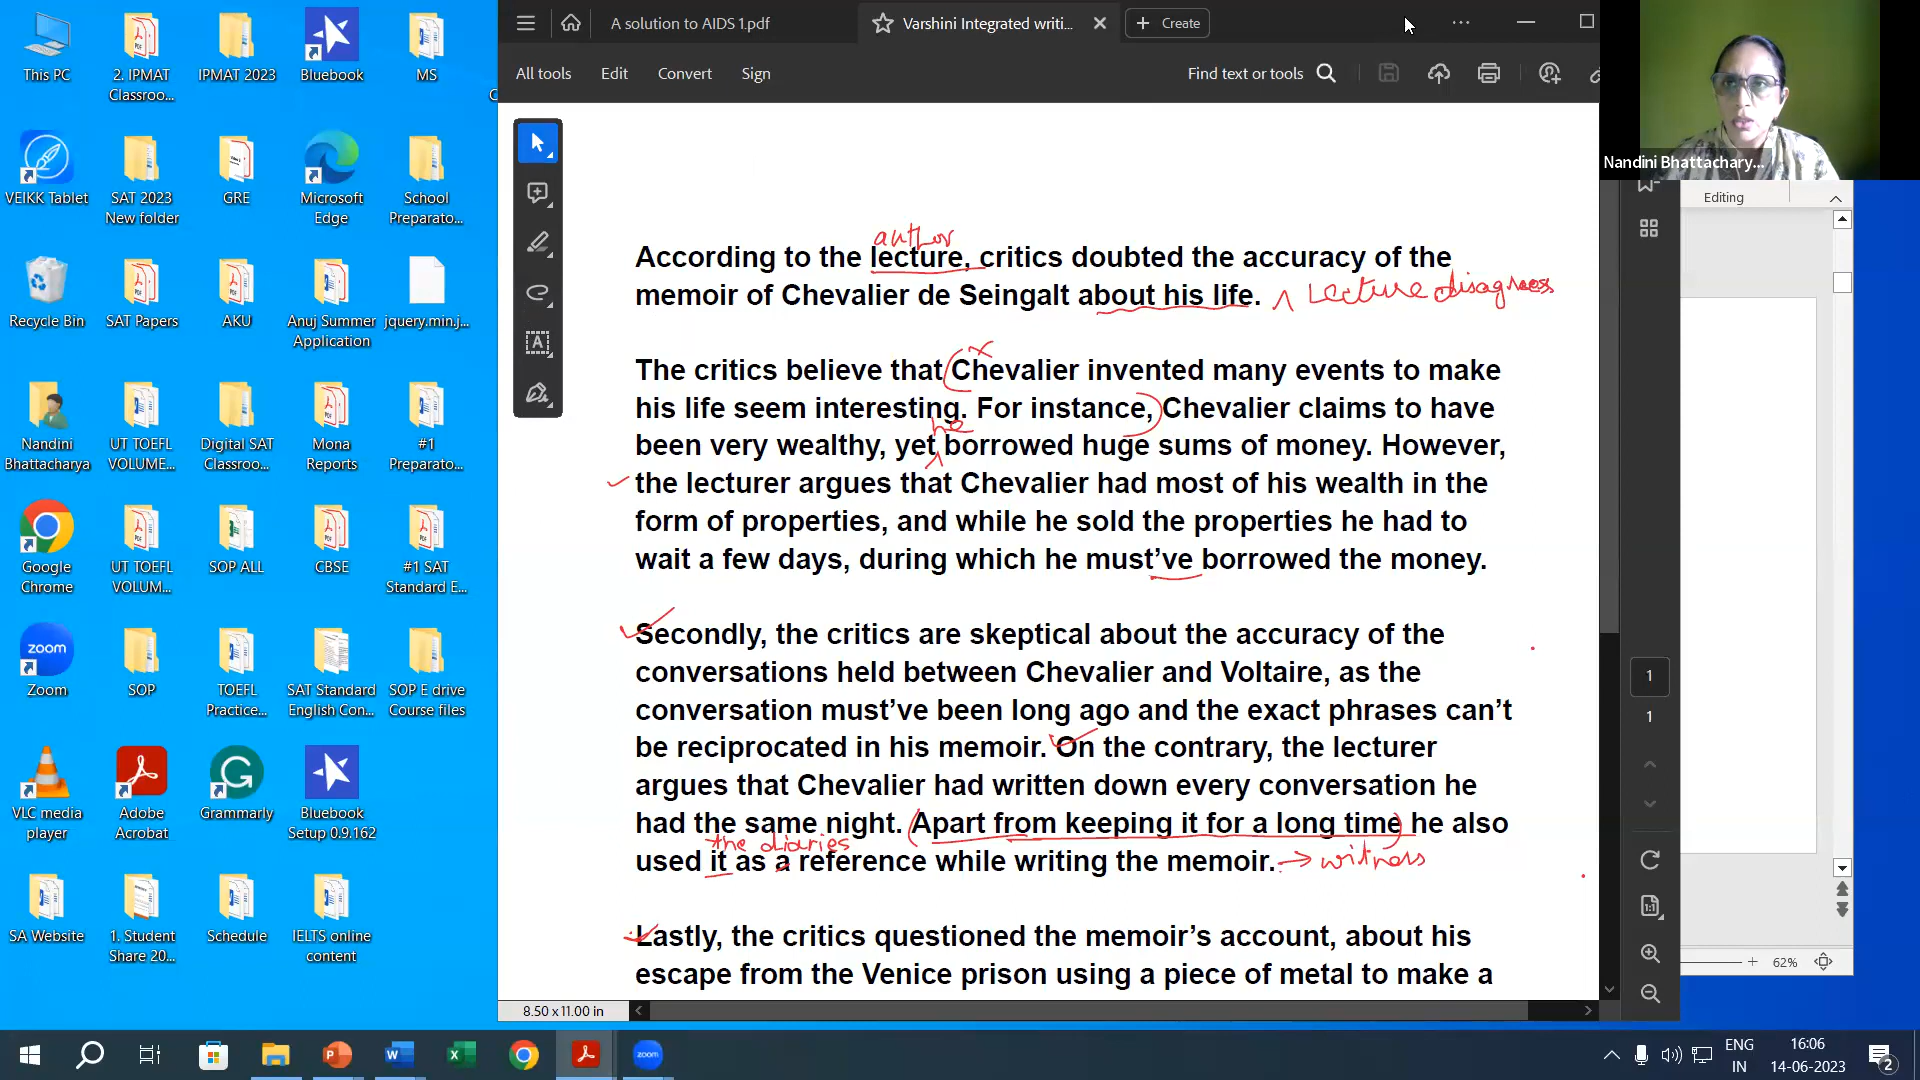 This PC
2. IPMAT Classroo...
IPMAT 2023
Bluebook
MS
VEIKK Tablet
SAT 2023 New folder
GRE
Microsoft Edge
School Preparato...
Recycle Bin
SAT Papers
AKU
Anuj Summer Application
jquery.min.j...
Nandini Bhattacharya
UT TOEFL VOLUME...
Digital SAT Classroo...
Mona Reports
#1 Preparato...
Google Chrome
UT TOEFL VOLUM...
SOP ALL
CBSE
#1 SAT Standard E...
zoom
Zoom
SOP
TOEFL Practice...
SAT Standard English Con...
SOP E drive Course files
VLC media player
Adobe Acrobat
Grammarly
Bluebook Setup 0.9.162
SA Website
1. Student Share 20...
Schedule
IELTS online content
A solution to AIDS 1.pdf
Varshini Integrated writi...
Create
All tools
Edit
Convert
Sign
Find text or tools
Nandini Bhattachary...
Editing
author
According to the lecture, critics doubted the accuracy of the
memoir of Chevalier de Seingalt about his life. Lecture disagrees
The critics believe that Chevalier invented many events to make
his life seem interesting. For instance, Chevalier claims to have
he
been very wealthy, yet borrowed huge sums of money. However,
the lecturer argues that Chevalier had most of his wealth in the
form of properties, and while he sold the properties he had to
wait a few days, during which he must've borrowed the money.
Secondly, the critics are skeptical about the accuracy of the
conversations held between Chevalier and Voltaire, as the
conversation must've been long ago and the exact phrases can't
be reciprocated in his memoir. On the contrary, the lecturer
argues that Chevalier had written down every conversation he
had the same night. (Apart from keeping it for a long time) he also
the diaries
used it as a reference while writing the memoir. → witness
Lastly, the critics questioned the memoir's account, about his
escape from the Venice prison using a piece of metal to make a
1
1
1:1
62%
8.50 x 11.00 in
zoom
ENG
IN
16:06
14-06-2023
2